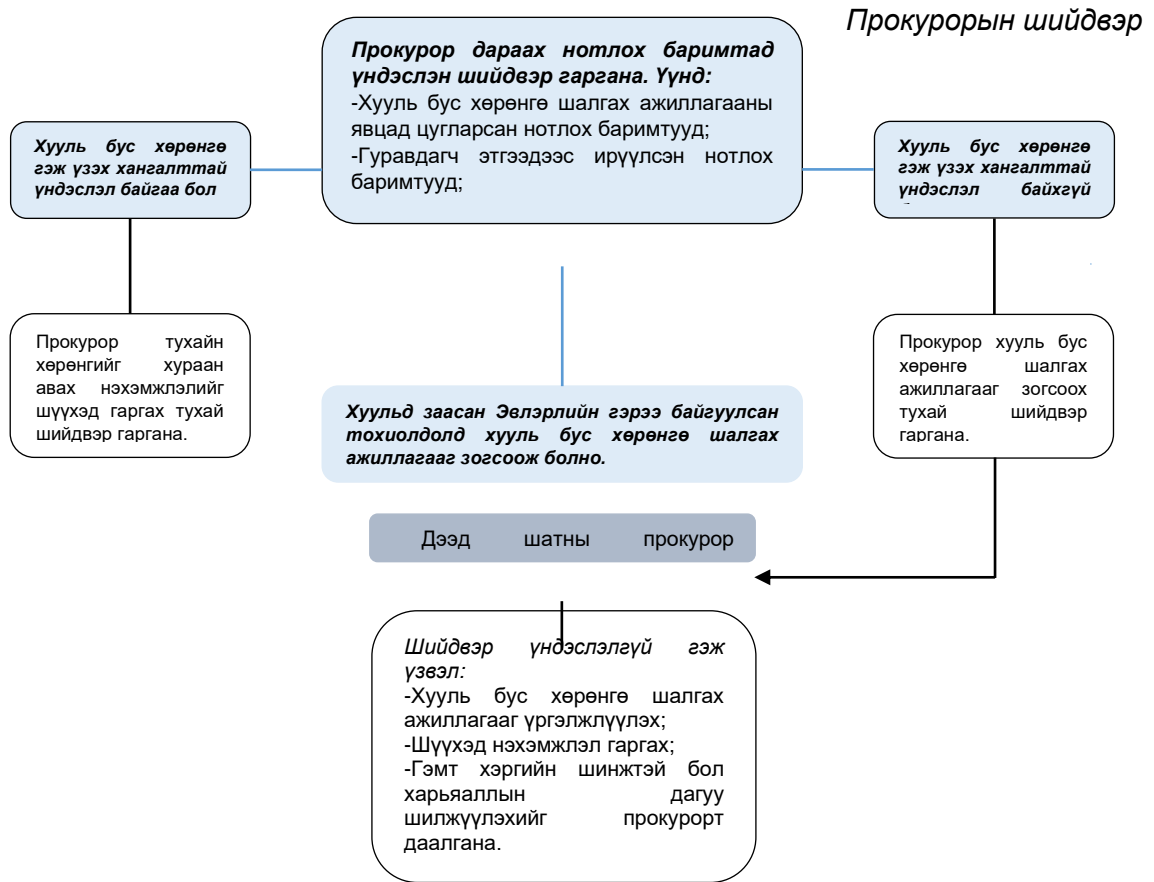 Прокурорын шийдвэр
Прокурор дараах нотлох баримтад
үндэслэн шийдвэр гаргана. Үүнд:
-Хууль бус хөрөнгө шалгах ажиллагааны
явцад цугларсан нотлох баримтууд;
-Гуравдагч этгээдээс ирүүлсэн нотлох
баримтууд;
Хууль бус хөрөнгө
гэж үзэх хангалттай
үндэслэл байгаа бол
Хууль бус хөрөнгө
гэж үзэх хангалттай
үндэслэл байхгүй
Прокурор тухайн
хөрөнгийг хураан
авах нэхэмжлэлийг
шүүхэд гаргах тухай
шийдвэр гаргана.
Прокурор хууль бус
хөрөнгө шалгах
ажиллагааг зогсоох
тухай шийдвэр
гаргана.
Хуульд заасан Эвлэрлийн гэрээ байгуулсан
тохиолдолд хууль бус хөрөнгө шалгах
ажиллагааг зогсоож болно.
Дээд шатны прокурор
Шийдвэр үндэслэлгүй гэж
үзвэл:
-Хууль бус хөрөнгө шалгах
ажиллагааг үргэлжлүүлэх;
-Шүүхэд нэхэмжлэл гаргах;
-Гэмт хэргийн шинжтэй бол
харьяаллын дагуу
шилжүүлэхийг прокурорт
даалгана.